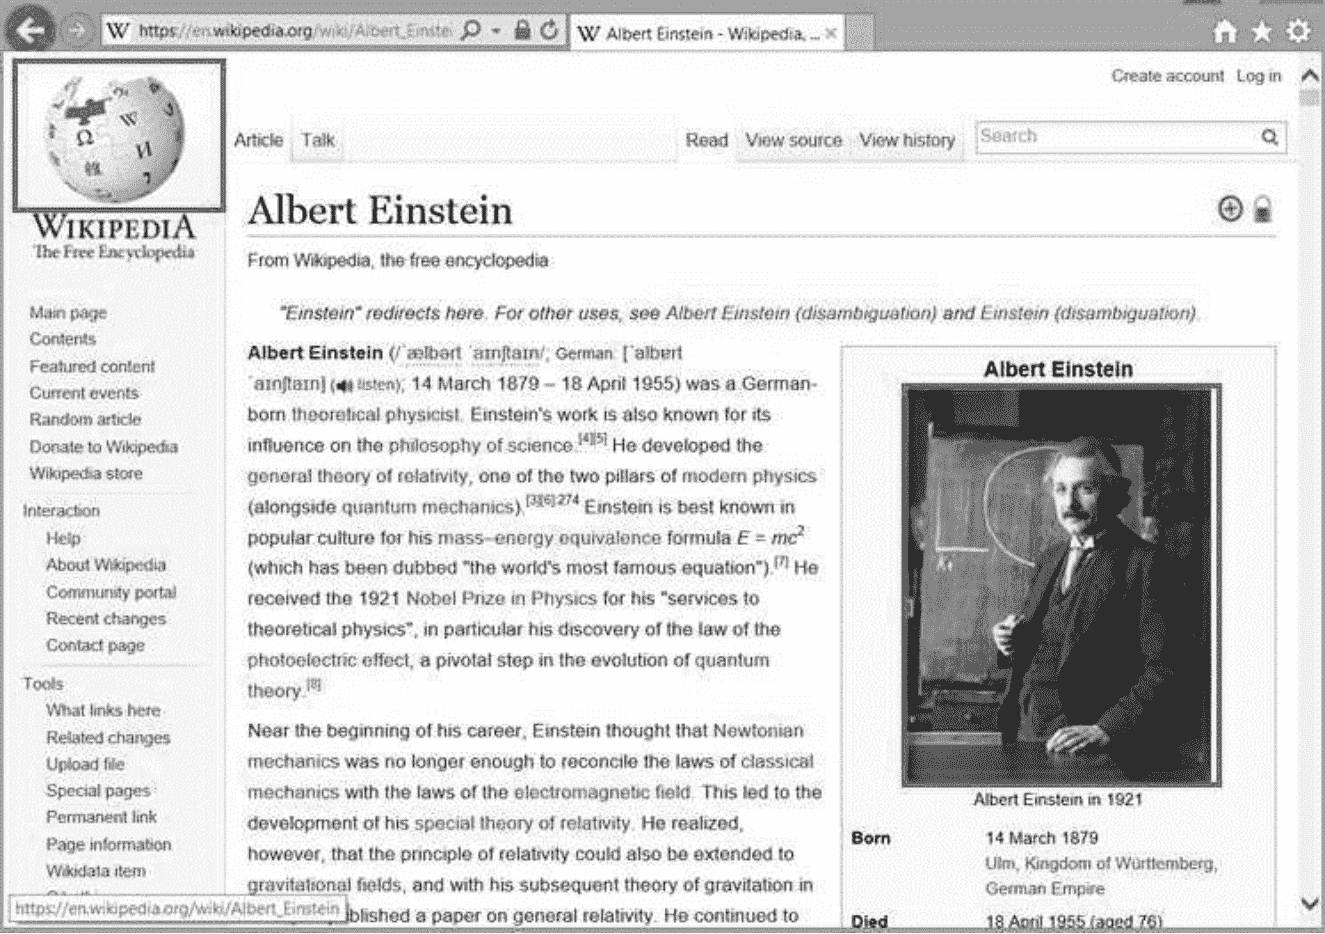 https://en.wikipedia.org/wiki/Albert_Einstei
Albert Einstein - Wikipedia, ...
Create account Log in
Article Talk Read View source View history Search
WIKIPEDIA
The Free Encyclopedia
Albert Einstein
From Wikipedia, the free encyclopedia
"Einstein" redirects here. For other uses, see Albert Einstein (disambiguation) and Einstein (disambiguation).
Main page
Contents
Featured content
Current events
Random article
Donate to Wikipedia
Wikipedia store
Interaction
Help
About Wikipedia
Community portal
Recent changes
Contact page
Tools
What links here
Related changes
Upload file
Special pages
Permanent link
Page information
Wikidata item
https://en.wikipedia.org/wiki/Albert_Einstein
Albert Einstein (/ˈælbərt ˈaɪnʃtaɪn/; German: [ˈalbɐt
ˈaɪnʃtaɪn] (listen); 14 March 1879 – 18 April 1955) was a German-
born theoretical physicist. Einstein's work is also known for its
influence on the philosophy of science.[4][5] He developed the
general theory of relativity, one of the two pillars of modern physics
(alongside quantum mechanics).[3][6]:274 Einstein is best known in
popular culture for his mass–energy equivalence formula E = mc²
(which has been dubbed "the world's most famous equation").[7] He
received the 1921 Nobel Prize in Physics for his "services to
theoretical physics", in particular his discovery of the law of the
photoelectric effect, a pivotal step in the evolution of quantum
theory.[8]
Near the beginning of his career, Einstein thought that Newtonian
mechanics was no longer enough to reconcile the laws of classical
mechanics with the laws of the electromagnetic field. This led to the
development of his special theory of relativity. He realized,
however, that the principle of relativity could also be extended to
gravitational fields, and with his subsequent theory of gravitation in
blished a paper on general relativity. He continued to
Albert Einstein
Albert Einstein in 1921
Born 14 March 1879
Ulm, Kingdom of Württemberg,
German Empire
Died 18 April 1955 (aged 76)